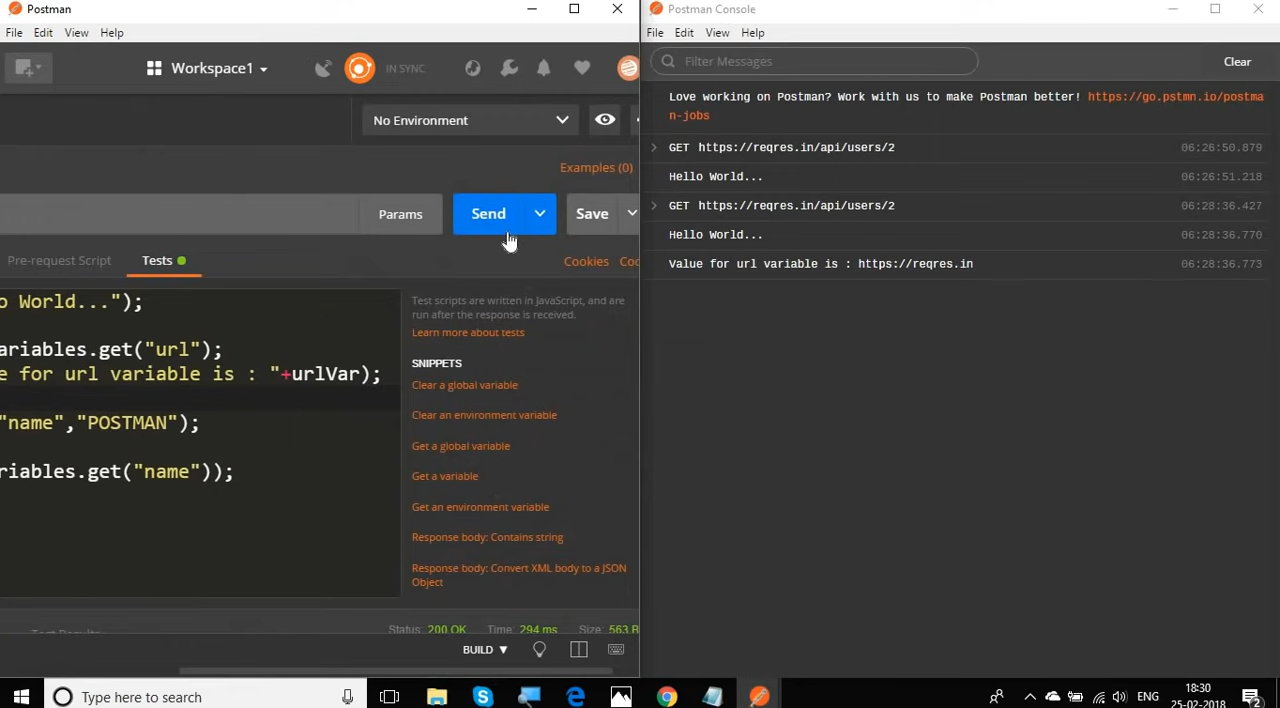 Postman
File Edit View Help
Workspace1
IN SYNC
No Environment
Examples (0)
Params
Send
Save
Pre-request Script
Tests
Cookies
o World...");
ariables.get("url");
e for url variable is : "+urlVar);
"name","POSTMAN");
riables.get("name"));
Test scripts are written in JavaScript, and are
run after the response is received.
Learn more about tests
SNIPPETS
Clear a global variable
Clear an environment variable
Get a global variable
Get a variable
Get an environment variable
Response body: Contains string
Response body: Convert XML body to a JSON
Object
Test Results
Status: 200 OK Time: 294 ms Size: 563 B
BUILD
Postman Console
File Edit View Help
Filter Messages
Clear
Love working on Postman? Work with us to make Postman better! https://go.pstmn.io/postma
n-jobs
GET https://reqres.in/api/users/2 06:26:50.879
Hello World... 06:26:51.218
GET https://reqres.in/api/users/2 06:28:36.427
Hello World... 06:28:36.770
Value for url variable is : https://reqres.in 06:28:36.773
Type here to search
ENG
18:30
25-02-2018
2